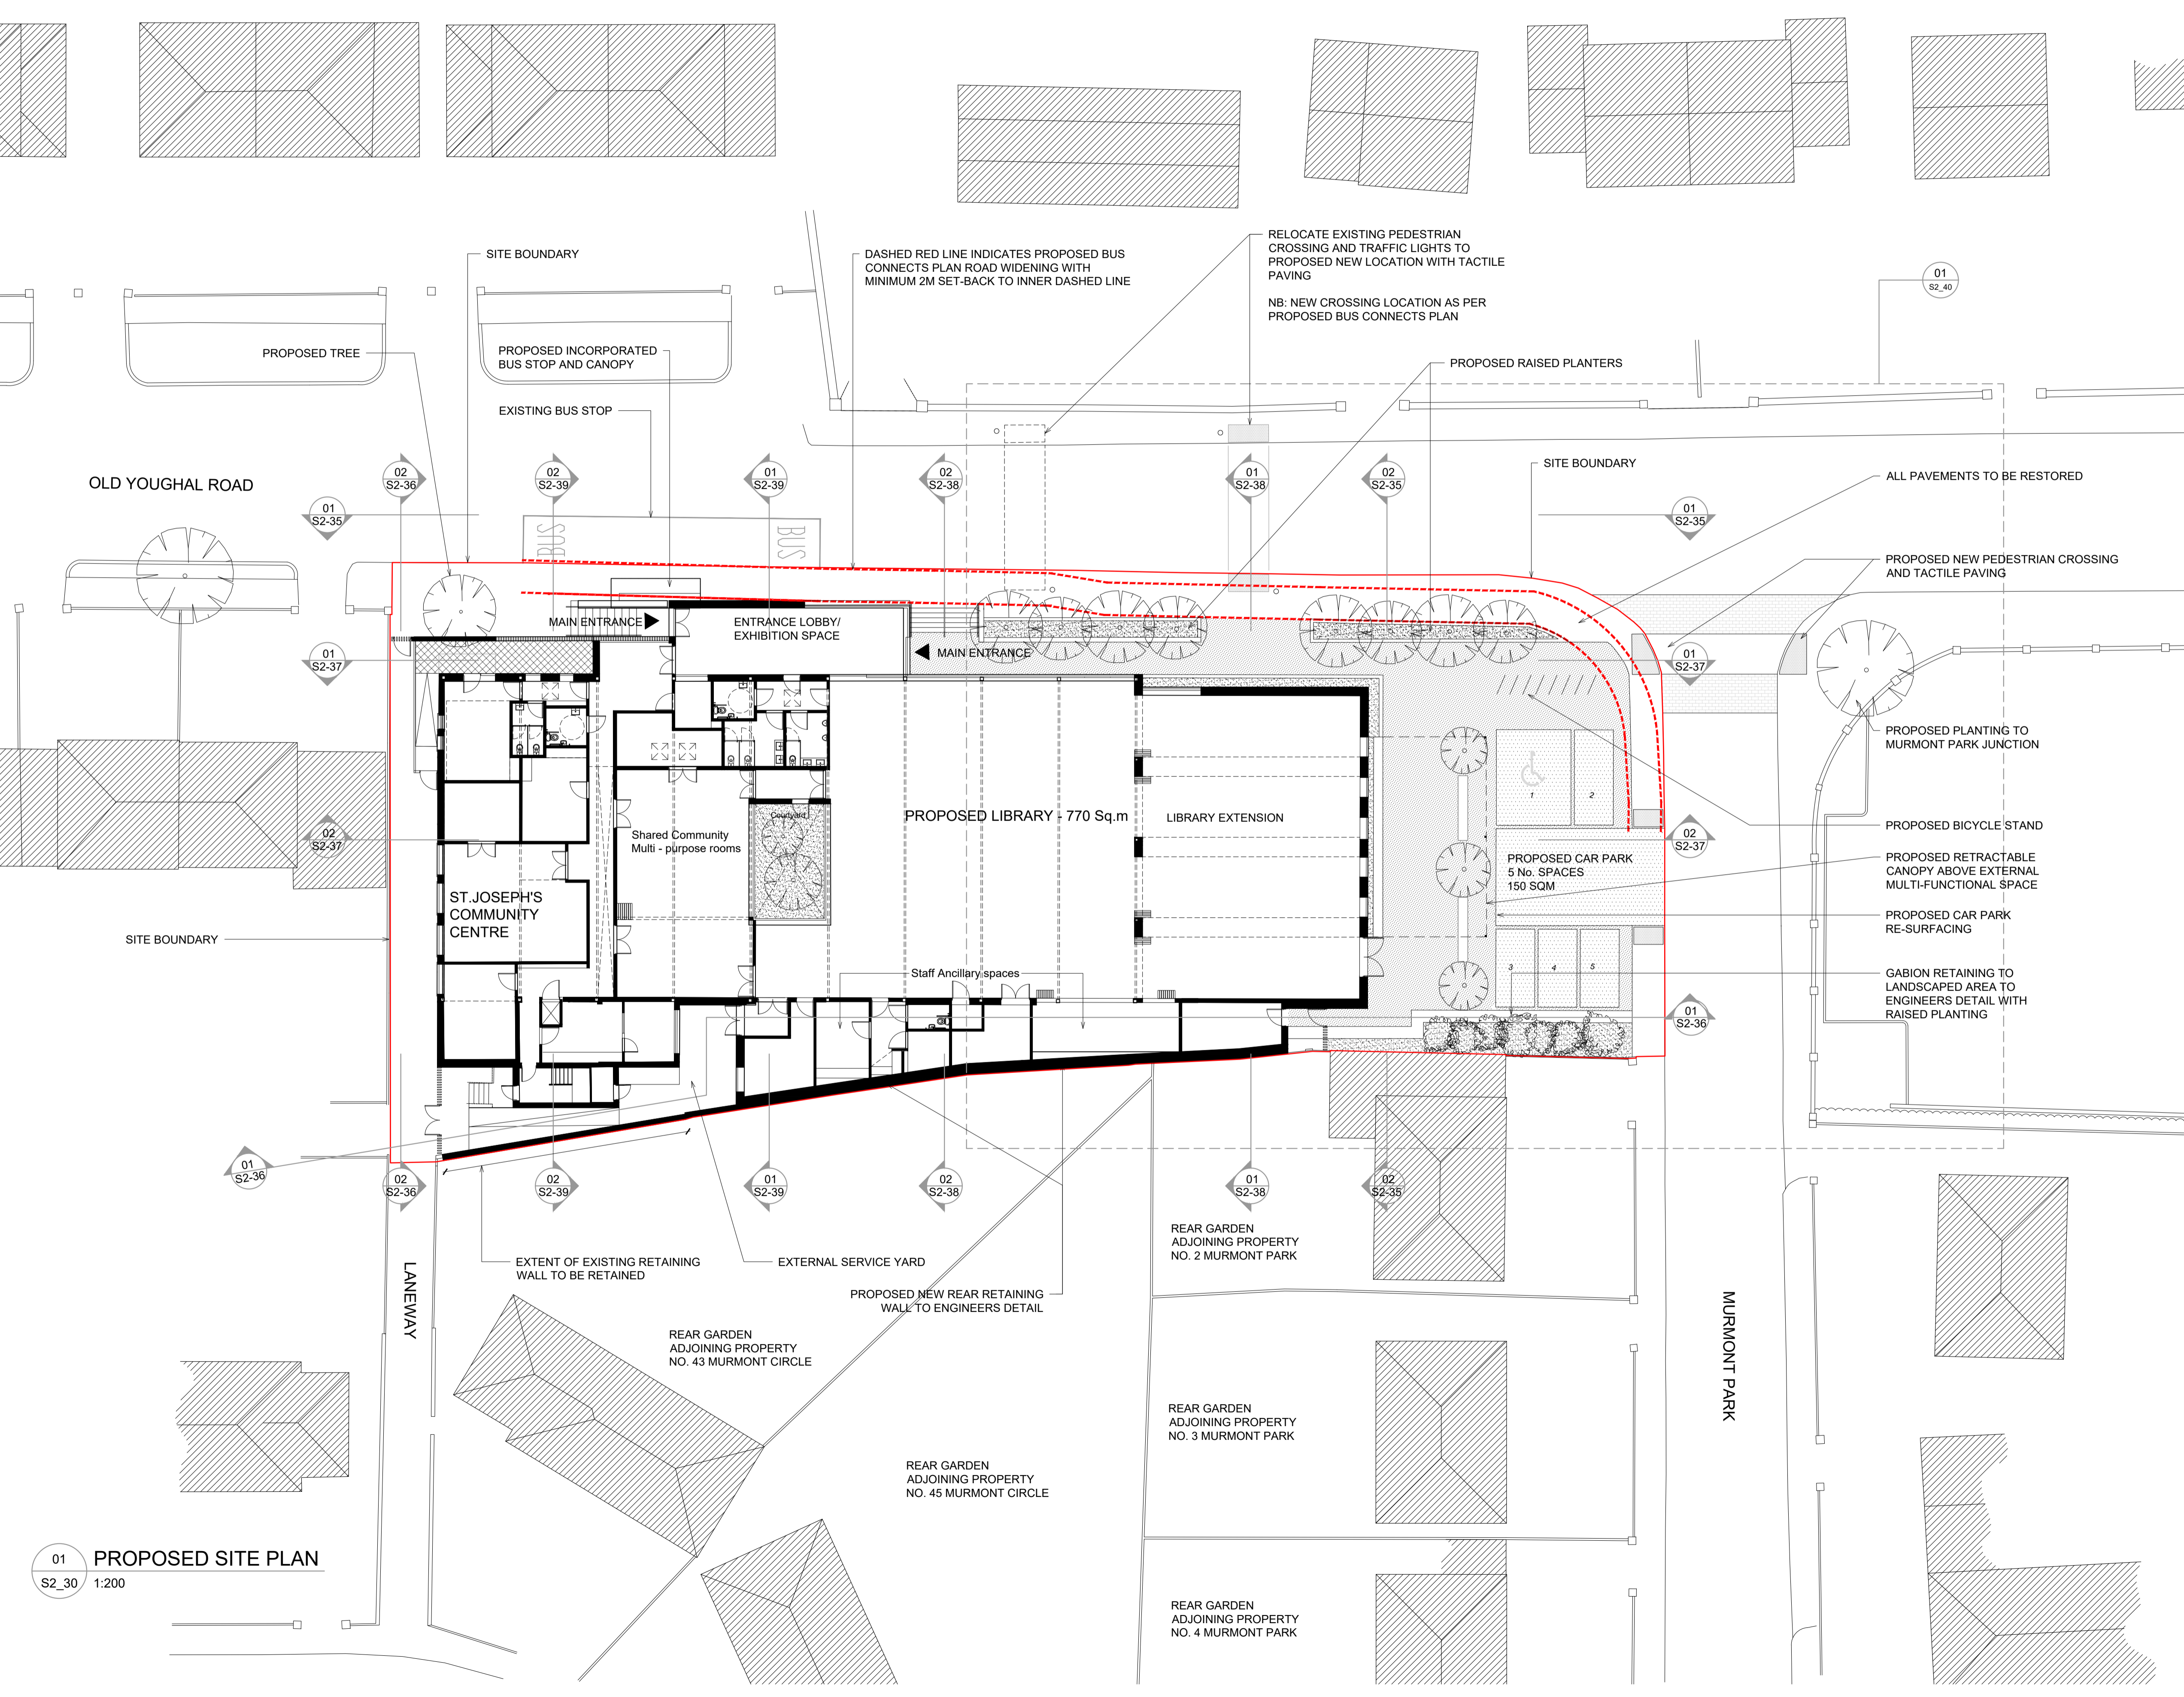 SITE BOUNDARY
DASHED RED LINE INDICATES PROPOSED BUS
CONNECTS PLAN ROAD WIDENING WITH
MINIMUM 2M SET-BACK TO INNER DASHED LINE
RELOCATE EXISTING PEDESTRIAN
CROSSING AND TRAFFIC LIGHTS TO
PROPOSED NEW LOCATION WITH TACTILE
PAVING
NB: NEW CROSSING LOCATION AS PER
PROPOSED BUS CONNECTS PLAN
01
S2_40
PROPOSED TREE
PROPOSED INCORPORATED
BUS STOP AND CANOPY
PROPOSED RAISED PLANTERS
EXISTING BUS STOP
OLD YOUGHAL ROAD
02
S2-36
02
S2-39
01
S2-39
02
S2-38
01
S2-38
02
S2-35
SITE BOUNDARY
ALL PAVEMENTS TO BE RESTORED
01
S2-35
01
S2-35
BUS
BUS
PROPOSED NEW PEDESTRIAN CROSSING
AND TACTILE PAVING
MAIN ENTRANCE
ENTRANCE LOBBY/
EXHIBITION SPACE
MAIN ENTRANCE
01
S2-37
01
S2-37
PROPOSED PLANTING TO
MURMONT PARK JUNCTION
1
2
PROPOSED LIBRARY - 770 Sq.m
LIBRARY EXTENSION
Courtyard
Shared Community
Multi - purpose rooms
02
S2-37
02
S2-37
PROPOSED BICYCLE STAND
PROPOSED CAR PARK
5 No. SPACES
150 SQM
PROPOSED RETRACTABLE
CANOPY ABOVE EXTERNAL
MULTI-FUNCTIONAL SPACE
ST.JOSEPH'S
COMMUNITY
CENTRE
PROPOSED CAR PARK
RE-SURFACING
SITE BOUNDARY
Staff Ancillary spaces
3
4
5
GABION RETAINING TO
LANDSCAPED AREA TO
ENGINEERS DETAIL WITH
RAISED PLANTING
01
S2-36
01
S2-36
02
S2-36
02
S2-39
01
S2-39
02
S2-38
01
S2-38
02
S2-35
REAR GARDEN
ADJOINING PROPERTY
NO. 2 MURMONT PARK
EXTENT OF EXISTING RETAINING
WALL TO BE RETAINED
EXTERNAL SERVICE YARD
PROPOSED NEW REAR RETAINING
WALL TO ENGINEERS DETAIL
LANEWAY
MURMONT PARK
REAR GARDEN
ADJOINING PROPERTY
NO. 43 MURMONT CIRCLE
REAR GARDEN
ADJOINING PROPERTY
NO. 3 MURMONT PARK
REAR GARDEN
ADJOINING PROPERTY
NO. 45 MURMONT CIRCLE
01
S2_30
PROPOSED SITE PLAN
1:200
REAR GARDEN
ADJOINING PROPERTY
NO. 4 MURMONT PARK